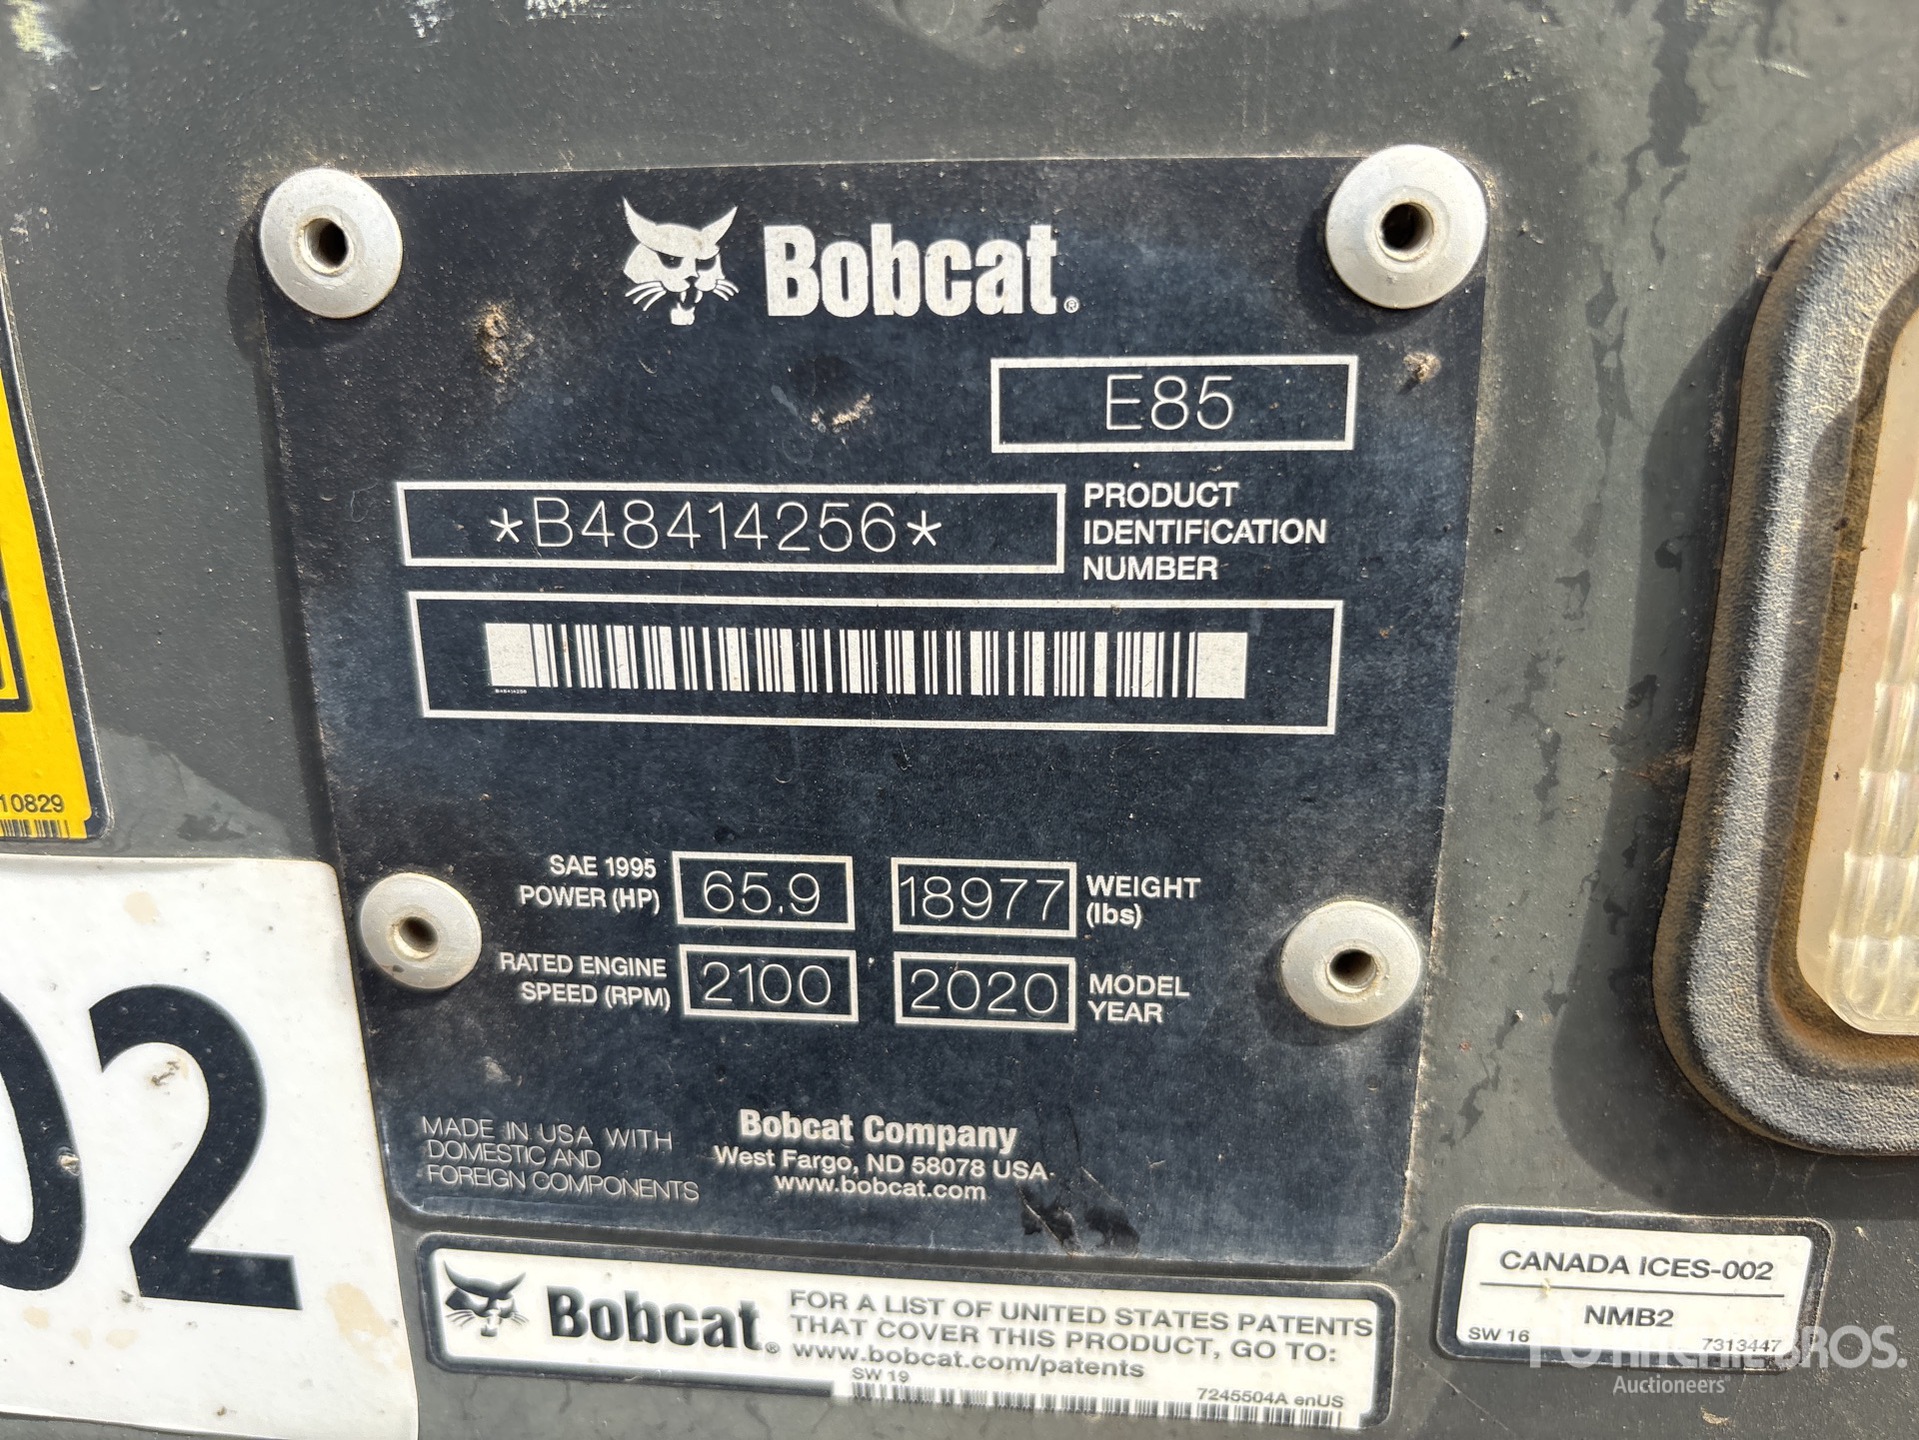 Bobcat®
E85
*B48414256*
PRODUCT
IDENTIFICATION
NUMBER
B48414256
10829
SAE 1995
POWER (HP)
65.9
18977
WEIGHT
(lbs)
RATED ENGINE
SPEED (RPM)
2100
2020
MODEL
YEAR
02
MADE IN USA WITH
DOMESTIC AND
FOREIGN COMPONENTS
Bobcat Company
West Fargo, ND 58078 USA
www.bobcat.com
Bobcat®
FOR A LIST OF UNITED STATES PATENTS
THAT COVER THIS PRODUCT, GO TO:
www.bobcat.com/patents
SW 19
7245504A enUS
CANADA ICES-002
NMB2
SW 16
7313447
BROS.
Auctioneers